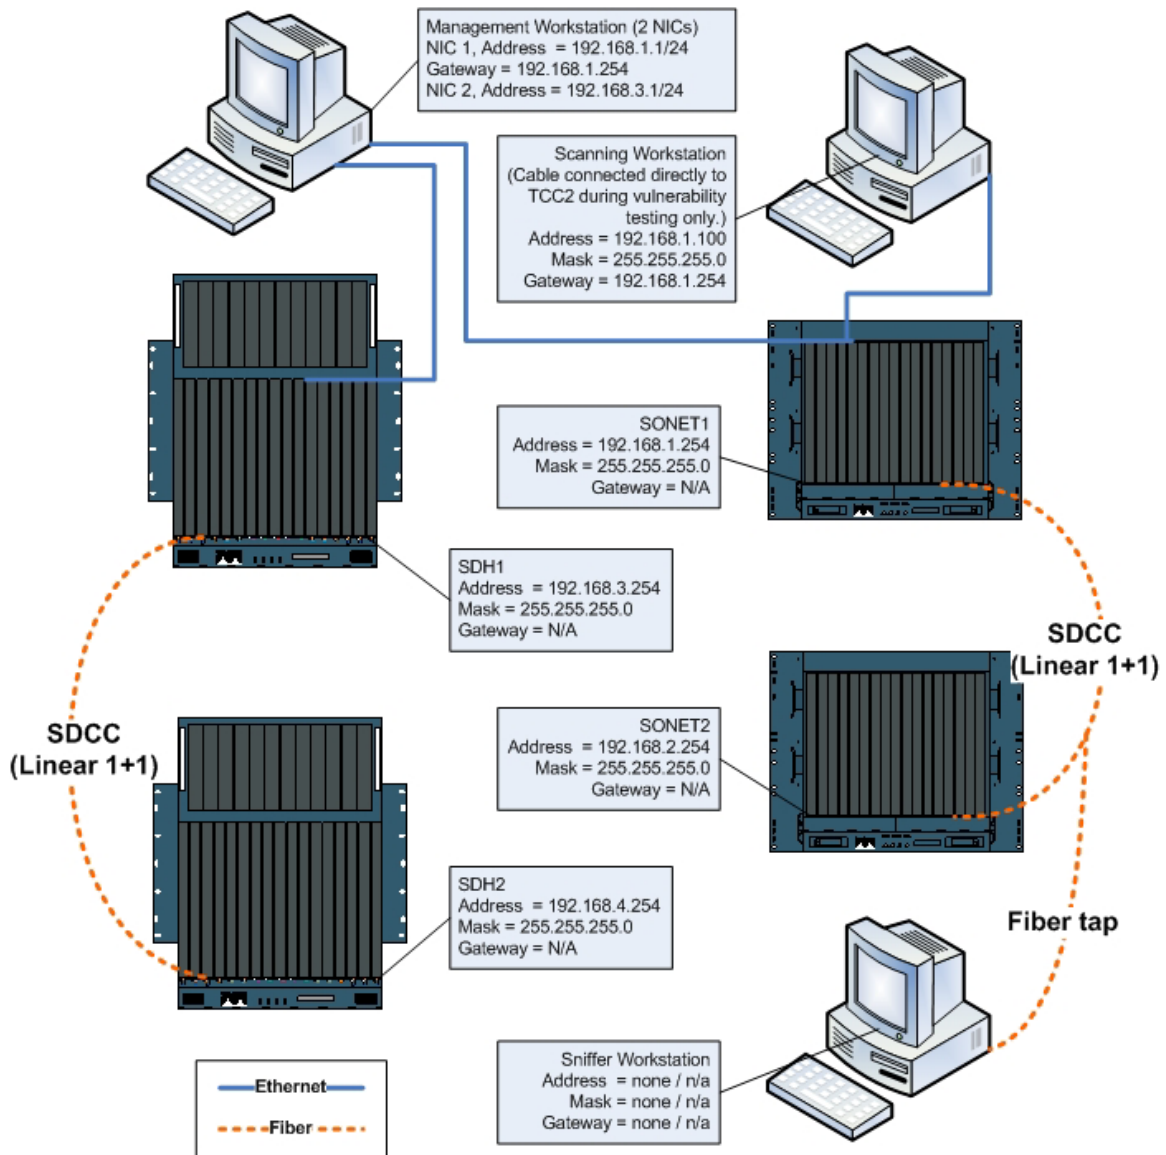 Management Workstation (2 NICs)
NIC 1, Address = 192.168.1.1/24
Gateway = 192.168.1.254
NIC 2, Address = 192.168.3.1/24
Scanning Workstation
(Cable connected directly to
TCC2 during vulnerability
testing only.)
Address = 192.168.1.100
Mask = 255.255.255.0
Gateway = 192.168.1.254
SONET1
Address = 192.168.1.254
Mask = 255.255.255.0
Gateway = N/A
SDH1
Address = 192.168.3.254
Mask = 255.255.255.0
Gateway = N/A
SDCC
(Linear 1+1)
SDCC
(Linear 1+1)
SONET2
Address = 192.168.2.254
Mask = 255.255.255.0
Gateway = N/A
SDH2
Address = 192.168.4.254
Mask = 255.255.255.0
Gateway = N/A
Fiber tap
Sniffer Workstation
Address = none / n/a
Mask = none / n/a
Gateway = none / n/a
Ethernet
Fiber